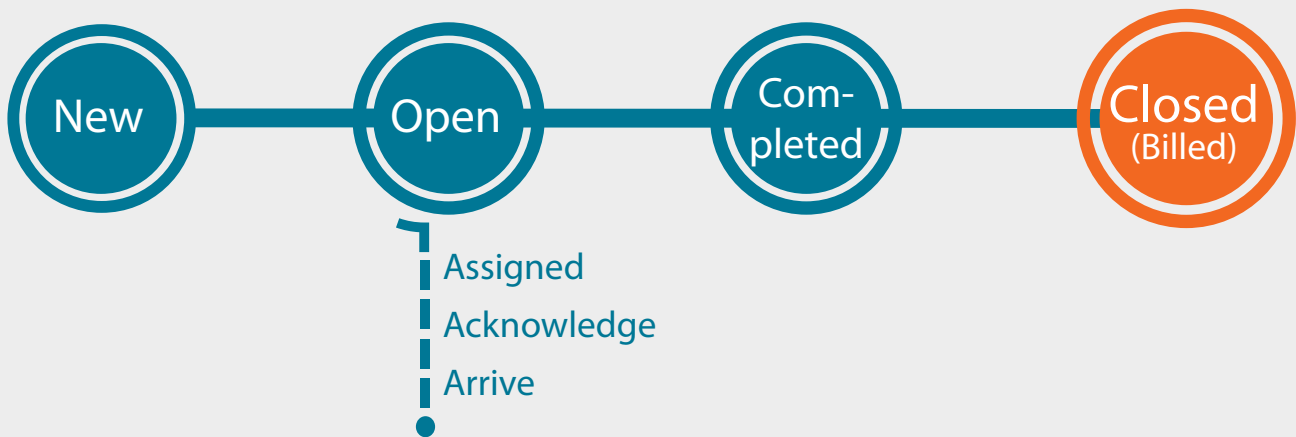 New
Open
Com-
pleted
Closed
(Billed)
Assigned
Acknowledge
Arrive